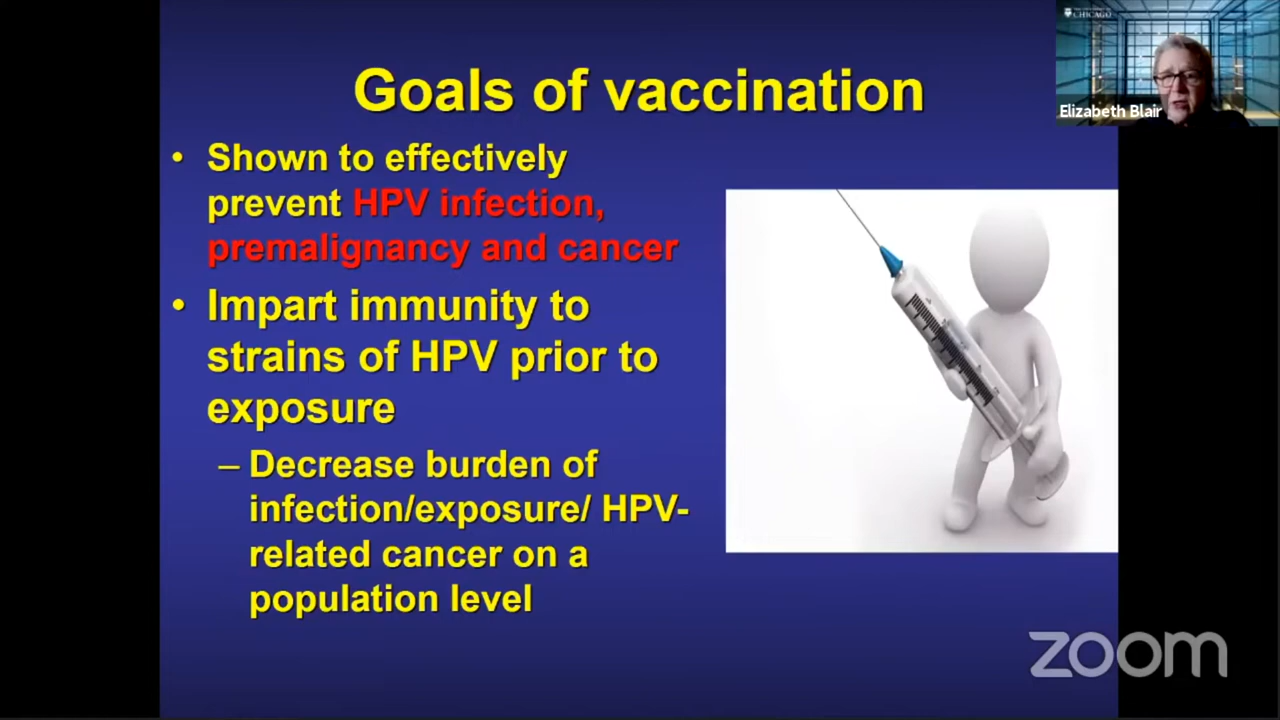 Goals of vaccination
CHICAGO
Elizabeth Blair
• Shown to effectively
prevent HPV infection,
premalignancy and cancer
• Impart immunity to
strains of HPV prior to
exposure
– Decrease burden of
infection/exposure/ HPV-
related cancer on a
population level
zoom